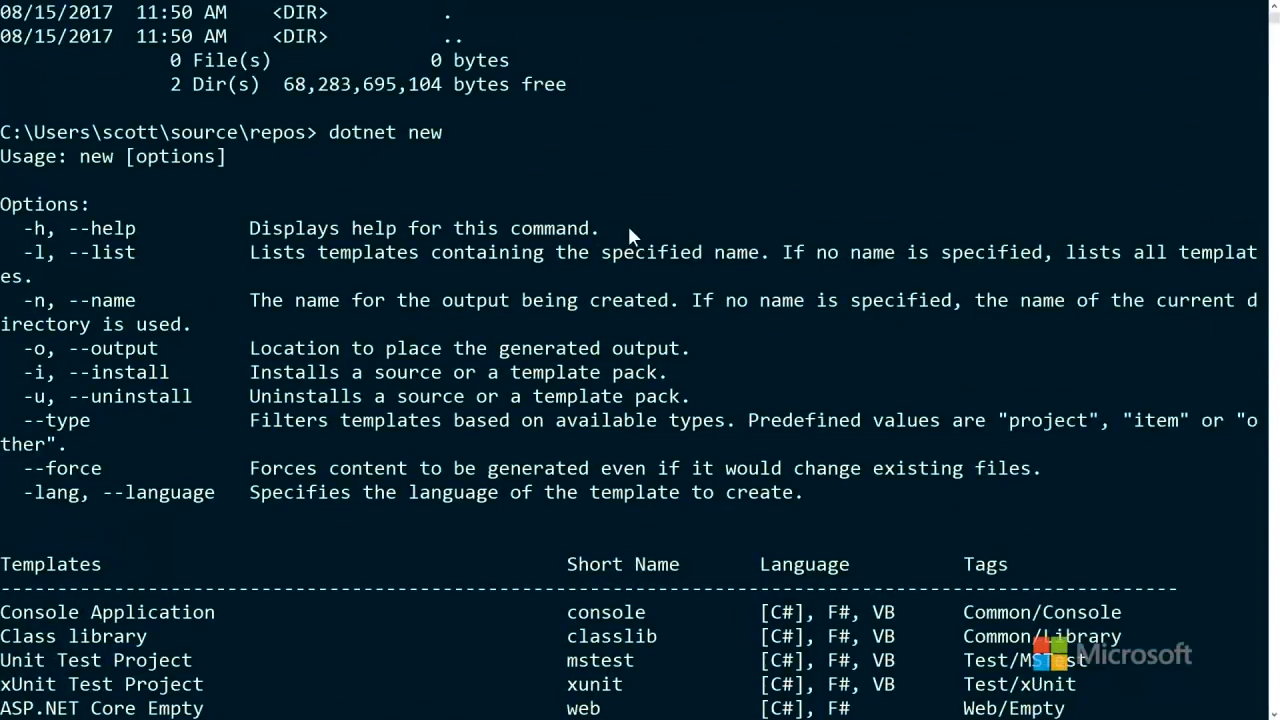 08/15/2017  11:50 AM    <DIR>          .
08/15/2017  11:50 AM    <DIR>          ..
               0 File(s)              0 bytes
               2 Dir(s)  68,283,695,104 bytes free
C:\Users\scott\source\repos> dotnet new
Usage: new [options]
Options:
  -h, --help          Displays help for this command.
  -l, --list          Lists templates containing the specified name. If no name is specified, lists all templat
es.
  -n, --name          The name for the output being created. If no name is specified, the name of the current d
irectory is used.
  -o, --output        Location to place the generated output.
  -i, --install       Installs a source or a template pack.
  -u, --uninstall     Uninstalls a source or a template pack.
  --type              Filters templates based on available types. Predefined values are "project", "item" or "o
ther".
  --force             Forces content to be generated even if it would change existing files.
  -lang, --language   Specifies the language of the template to create.
Templates                                         Short Name       Language          Tags
--------------------------------------------------------------------------------------------------------
Console Application                               console          [C#], F#, VB      Common/Console
Class library                                     classlib         [C#], F#, VB      Common/Library
Unit Test Project                                 mstest           [C#], F#, VB      Test/MSTest
Microsoft
xUnit Test Project                                xunit            [C#], F#, VB      Test/xUnit
ASP.NET Core Empty                                web              [C#], F#          Web/Empty